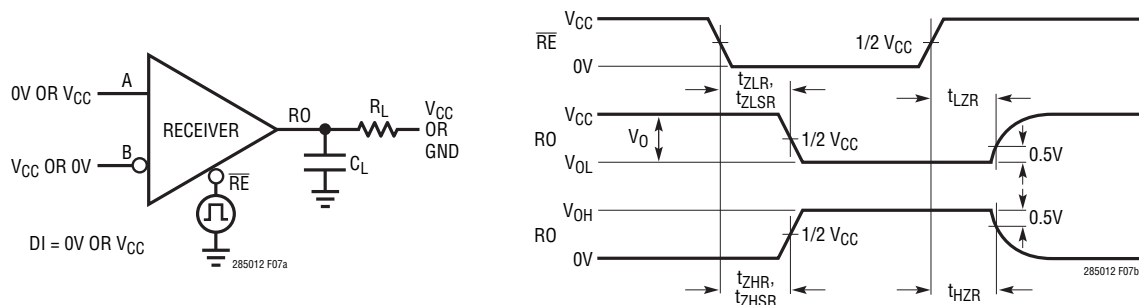 0V OR VCC
A
VCC OR 0V
B
RECEIVER
RO
RL
VCC
OR
GND
CL
RE
DI = 0V OR VCC
285012 F07a
VCC
RE
0V
1/2 VCC
tZLR,
tZLSR
tLZR
VCC
RO
VO
VOL
1/2 VCC
0.5V
VOH
RO
0V
1/2 VCC
0.5V
tZHR,
tZHSR
tHZR
285012 F07b